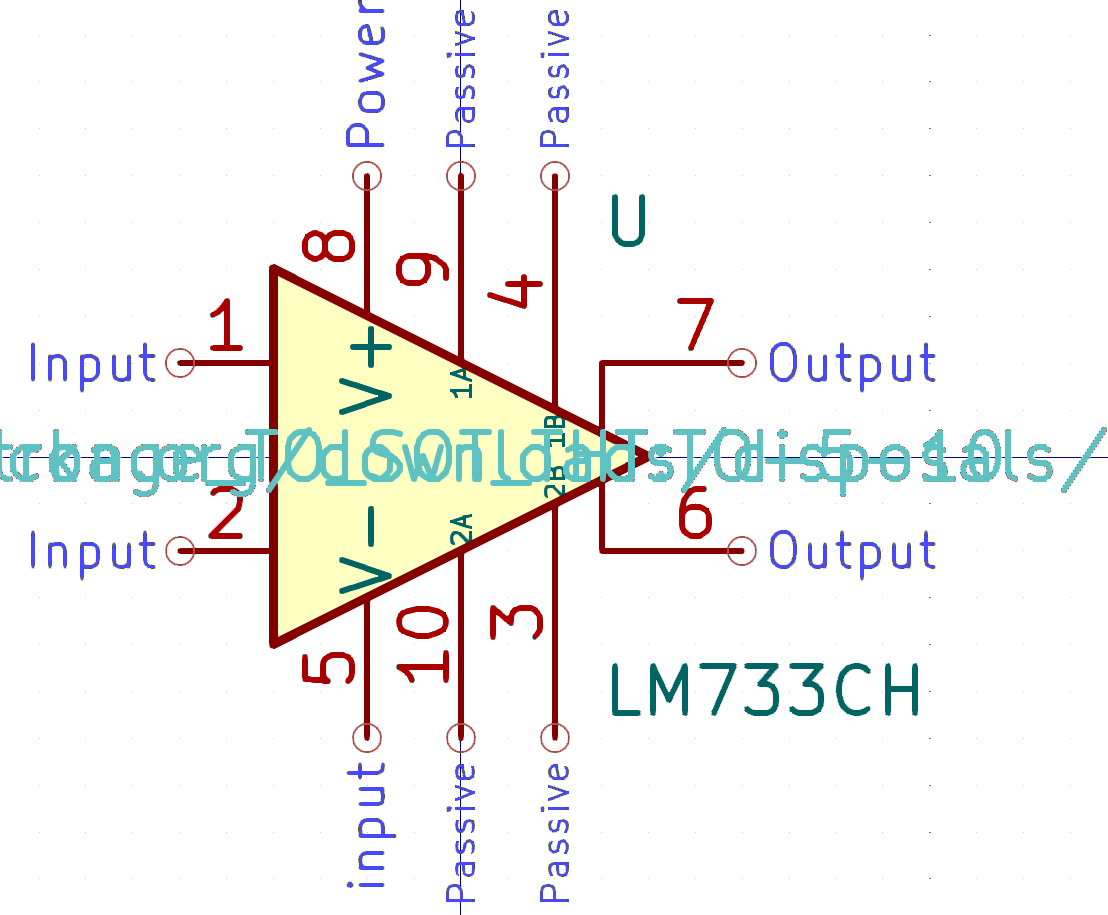 Power
Passive
Passive
8
9
4
U
1
7
Input
Output
V+
1A
1B
2B
2
6
Input
Output
V-
2A
5
10
3
LM733CH
input
Passive
Passive